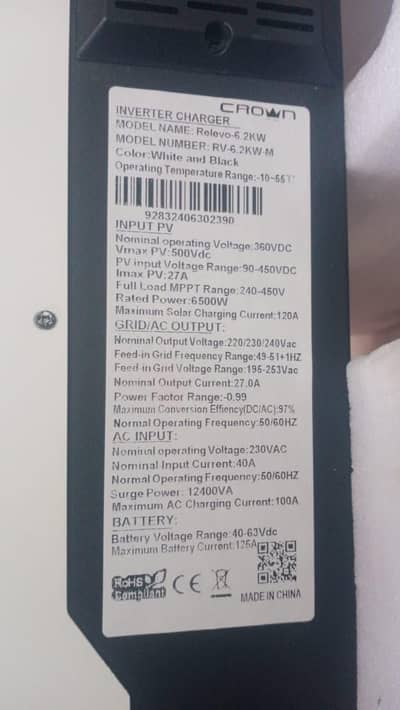 CROWN
INVERTER CHARGER
MODEL NAME: Relevo-6.2KW
MODEL NUMBER: RV-6.2KW-M
Color:White and Black
Operating Temperature Range:-10~55℃
92832406302390
INPUT PV
Nominal operating Voltage:360VDC
Vmax PV:500Vdc
PV input Voltage Range:90-450VDC
Imax PV:27A
Full Load MPPT Range:240-450V
Rated Power:6500W
Maximum Solar Charging Current:120A
GRID/AC OUTPUT:
Nominal Output Voltage:220/230/240Vac
Feed-in Grid Frequency Range:49-51+1HZ
Feed-in Grid Voltage Range:195-253Vac
Nominal Output Current:27.0A
Power Factor Range:-0.99
Maximum Conversion Effiency(DC/AC):97%
Normal Operating Frequency:50/60HZ
AC INPUT:
Nominal operating Voltage:230VAC
Nominal Input Current:40A
Normal Operating Frequency:50/60HZ
Surge Power: 12400VA
Maximum AC Charging Current:100A
BATTERY:
Battery Voltage Range:40-63Vdc
Maximum Battery Current:125A
RoHS
Compliant
CE
MADE IN CHINA